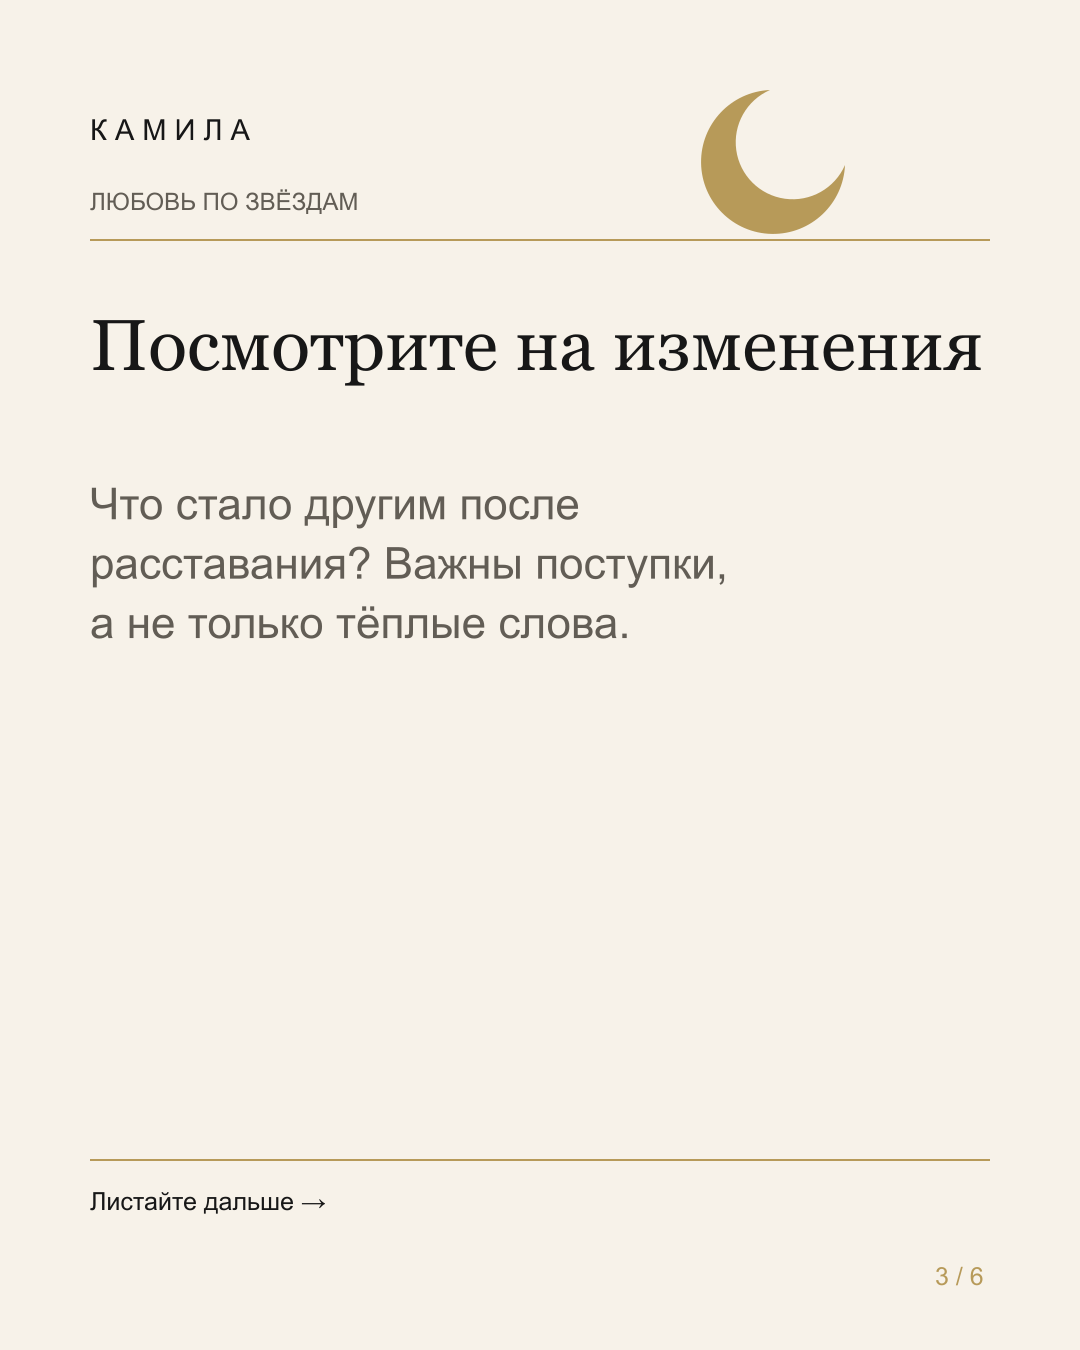 КАМИЛА
ЛЮБОВЬ ПО ЗВЁЗДАМ
Посмотрите на изменения
Что стало другим после
расставания? Важны поступки,
а не только тёплые слова.
Листайте дальше →
3 / 6